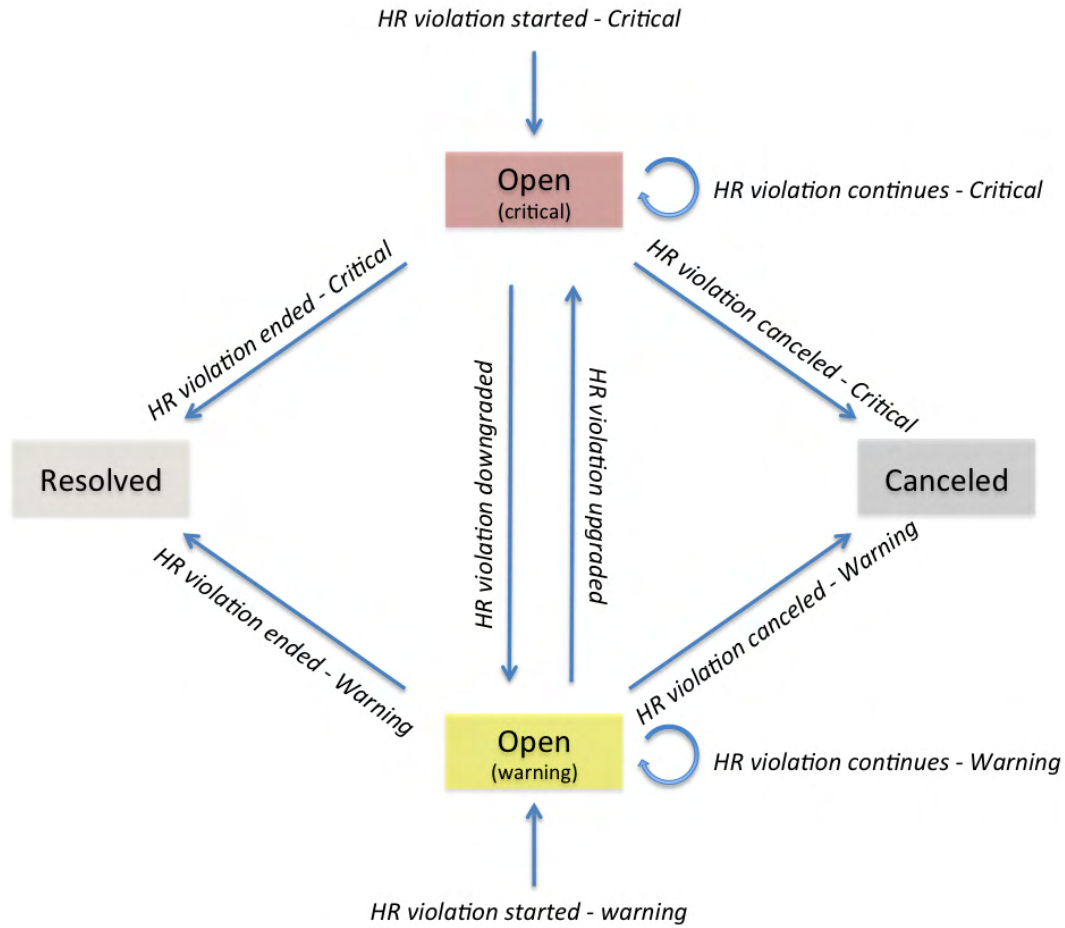 HR violation started - Critical
Open
(critical)
HR violation continues - Critical
HR violation ended - Critical
HR violation canceled - Critical
HR violation downgraded
HR violation upgraded
Resolved
Canceled
HR violation ended - Warning
HR violation canceled - Warning
Open
(warning)
HR violation continues - Warning
HR violation started - warning